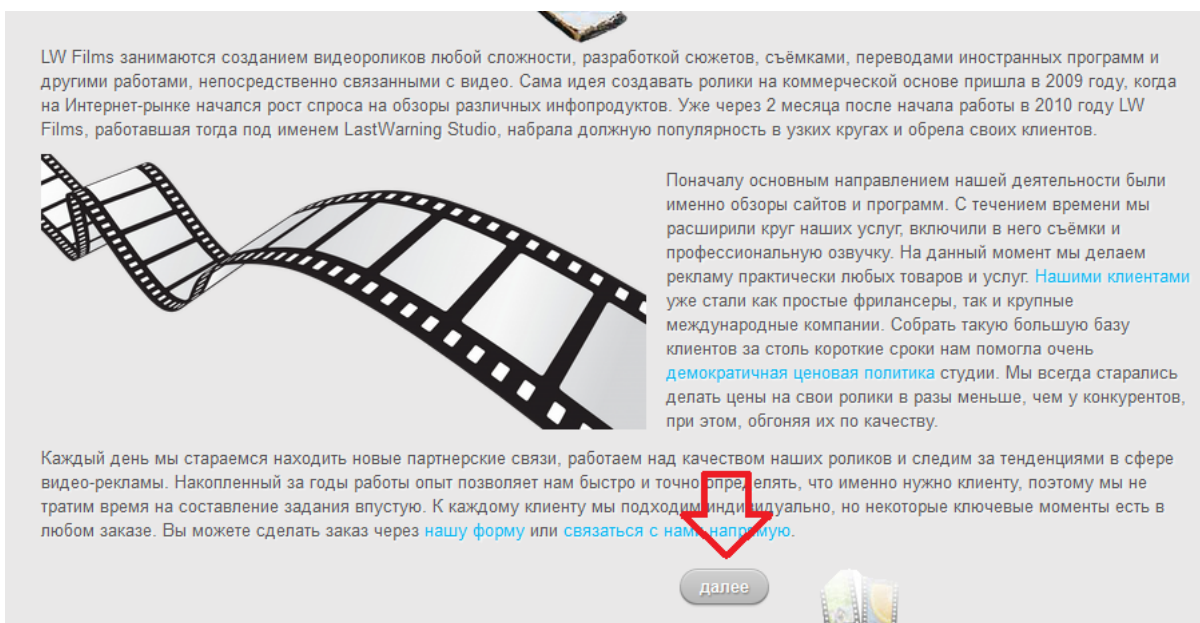 LW Films занимаются созданием видеороликов любой сложности, разработкой сюжетов, съёмками, переводами иностранных программ и
другими работами, непосредственно связанными с видео. Сама идея создавать ролики на коммерческой основе пришла в 2009 году, когда
на Интернет-рынке начался рост спроса на обзоры различных инфопродуктов. Уже через 2 месяца после начала работы в 2010 году LW
Films, работавшая тогда под именем LastWarning Studio, набрала должную популярность в узких кругах и обрела своих клиентов.
Поначалу основным направлением нашей деятельности были
именно обзоры сайтов и программ. С течением времени мы
расширили круг наших услуг, включили в него съёмки и
профессиональную озвучку. На данный момент мы делаем
рекламу практически любых товаров и услуг. Нашими клиентами
уже стали как простые фрилансеры, так и крупные
международные компании. Собрать такую большую базу
клиентов за столь короткие сроки нам помогла очень
демократичная ценовая политика студии. Мы всегда старались
делать цены на свои ролики в разы меньше, чем у конкурентов,
при этом, обгоняя их по качеству.
Каждый день мы стараемся находить новые партнерские связи, работаем над качеством наших роликов и следим за тенденциями в сфере
видео-рекламы. Накопленный за годы работы опыт позволяет нам быстро и точно определять, что именно нужно клиенту, поэтому мы не
тратим время на составление задания впустую. К каждому клиенту мы подходим индивидуально, но некоторые ключевые моменты есть в
любом заказе. Вы можете сделать заказ через нашу форму или связаться с нами напрямую.
далее